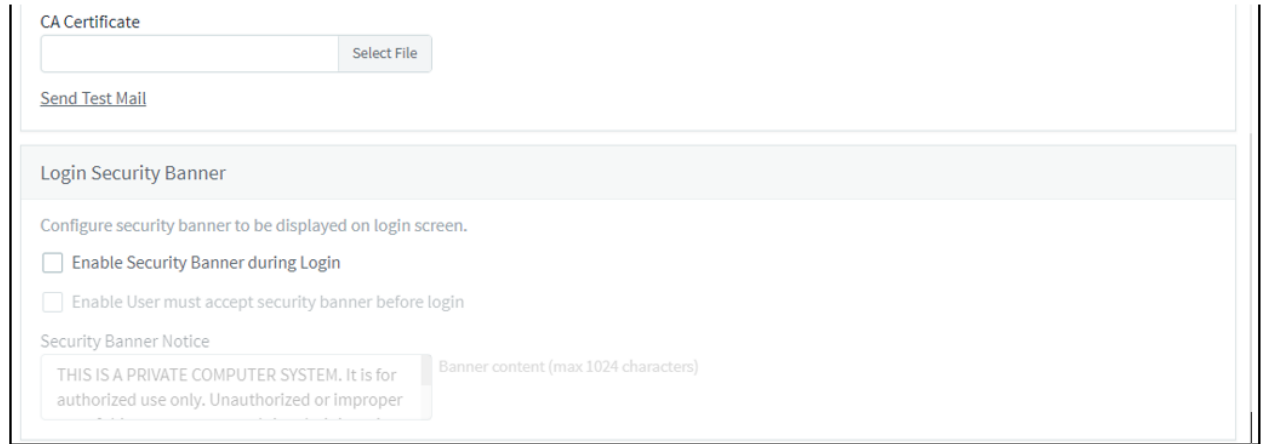 CA Certificate
Select File
Send Test Mail
Login Security Banner
Configure security banner to be displayed on login screen.
Enable Security Banner during Login
Enable User must accept security banner before login
Security Banner Notice
THIS IS A PRIVATE COMPUTER SYSTEM. It is for
authorized use only. Unauthorized or improper
Banner content (max 1024 characters)